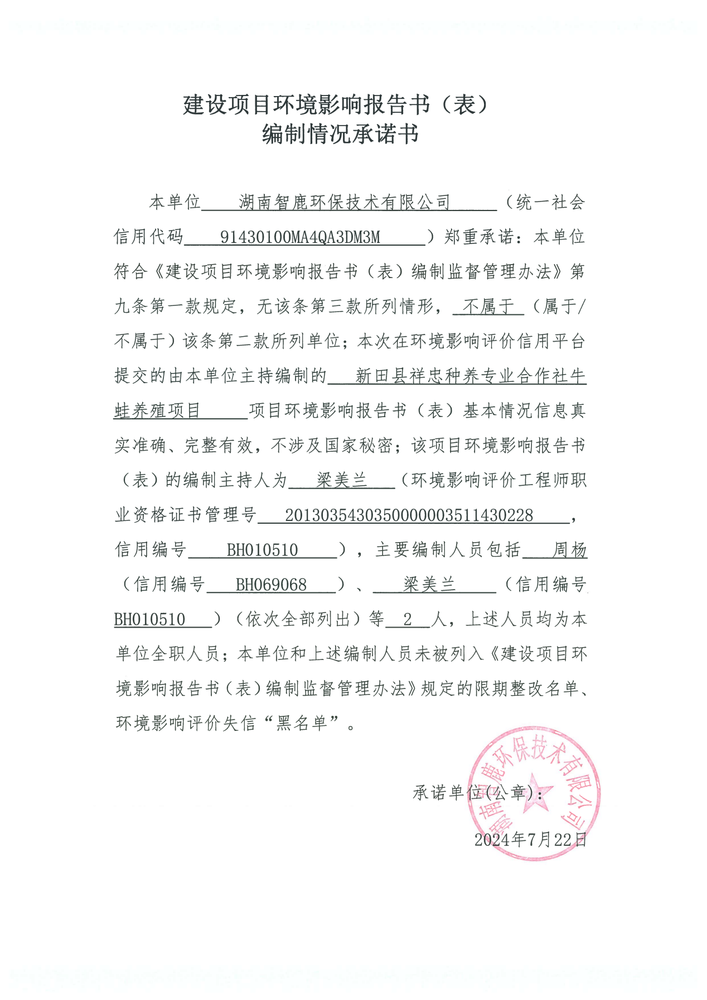 建设项目环境影响报告书（表）
编制情况承诺书
本单位 湖南智鹿环保技术有限公司 （统一社会
信用代码 91430100MA4QA3DM3M ）郑重承诺：本单位
符合《建设项目环境影响报告书（表）编制监督管理办法》第
九条第一款规定，无该条第三款所列情形， 不属于 （属于/
不属于）该条第二款所列单位；本次在环境影响评价信用平台
提交的由本单位主持编制的 新田县祥忠种养专业合作社牛
蛙养殖项目 项目环境影响报告书（表）基本情况信息真
实准确、完整有效，不涉及国家秘密；该项目环境影响报告书
（表）的编制主持人为 梁美兰 （环境影响评价工程师职
业资格证书管理号 2013035430350000003511430228 ，
信用编号 BH010510 ），主要编制人员包括 周杨
（信用编号 BH069068 ）、 梁美兰 （信用编号
BH010510 ）（依次全部列出）等 2 人，上述人员均为本
单位全职人员；本单位和上述编制人员未被列入《建设项目环
境影响报告书（表）编制监督管理办法》规定的限期整改名单、
环境影响评价失信“黑名单”。
湖南智鹿环保技术有限公司
承诺单位(公章)：
2024年7月22日